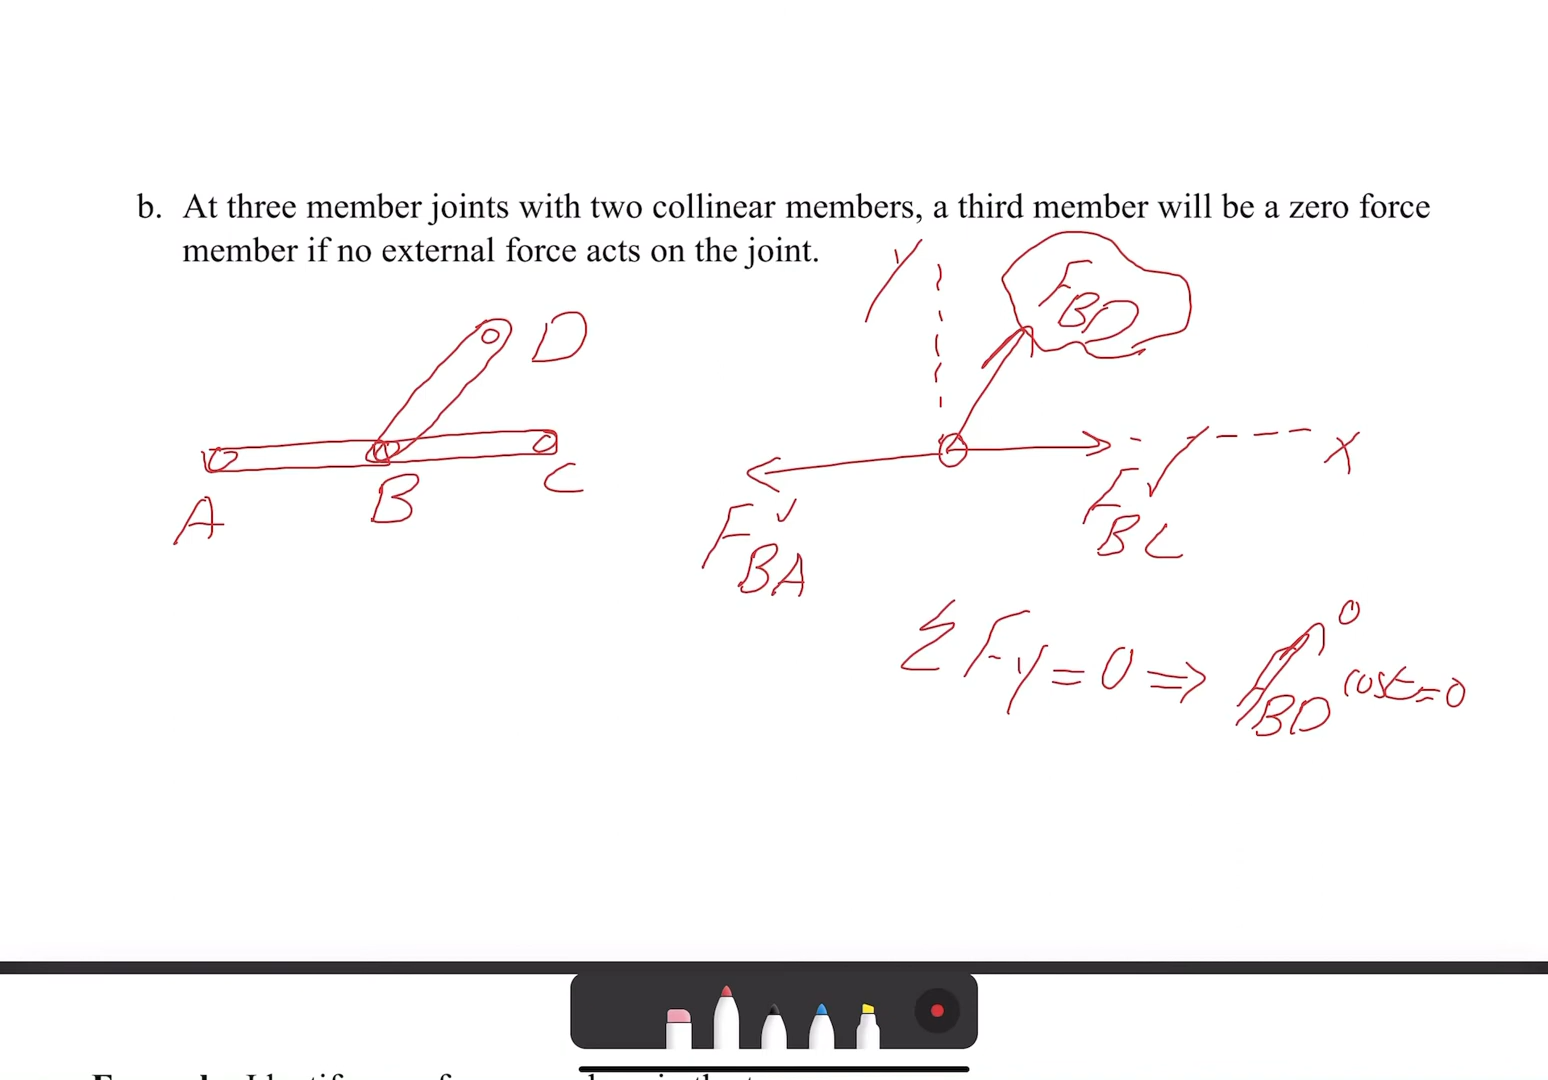 b. At three member joints with two collinear members, a third member will be a zero force
member if no external force acts on the joint.
Y
F_BD
D
X
C
A
B
F_BC
F_BA
ΣFy=0 ⇒ F_BD
0
=0